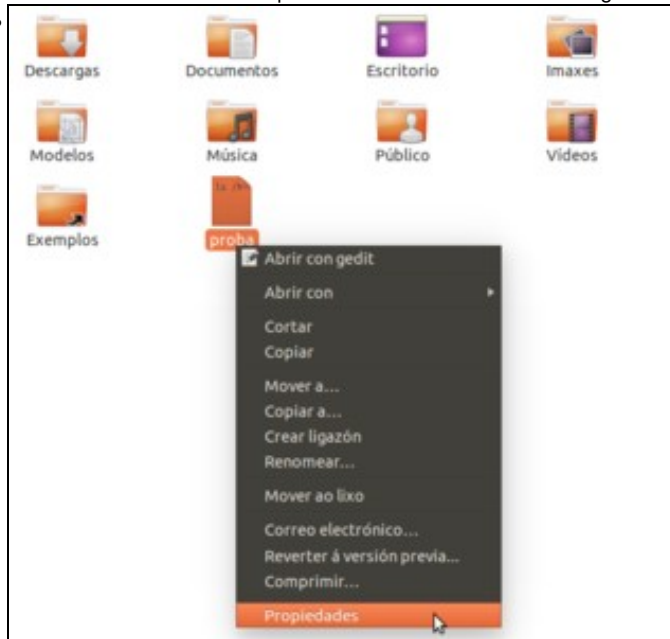 Descargas Documentos Escritorio Imaxes
Modelos Música Público Vídeos
Exemplos proba
Abrir con gedit
Abrir con
Cortar
Copiar
Mover a...
Copiar a...
Crear ligazón
Renomear...
Mover ao lixo
Correo electrónico...
Reverter á versión previa...
Comprimir...
Propiedades